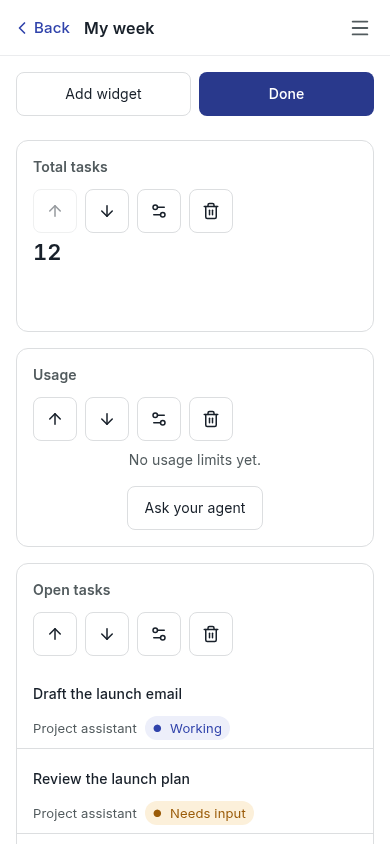 Back My week
Add widget Done
Total tasks
12
Usage
No usage limits yet.
Ask your agent
Open tasks
Draft the launch email
Project assistant Working
Review the launch plan
Project assistant Needs input